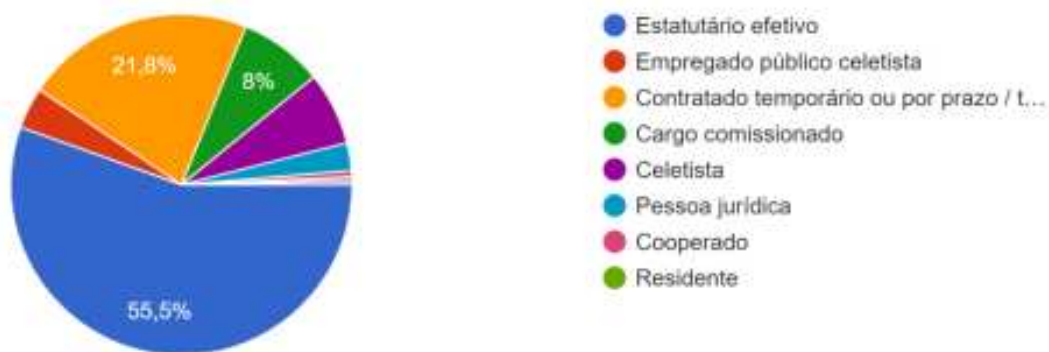 21,8%
8%
55,5%
Estatutário efetivo
Empregado público celetista
Contratado temporário ou por prazo / t...
Cargo comissionado
Celetista
Pessoa jurídica
Cooperado
Residente